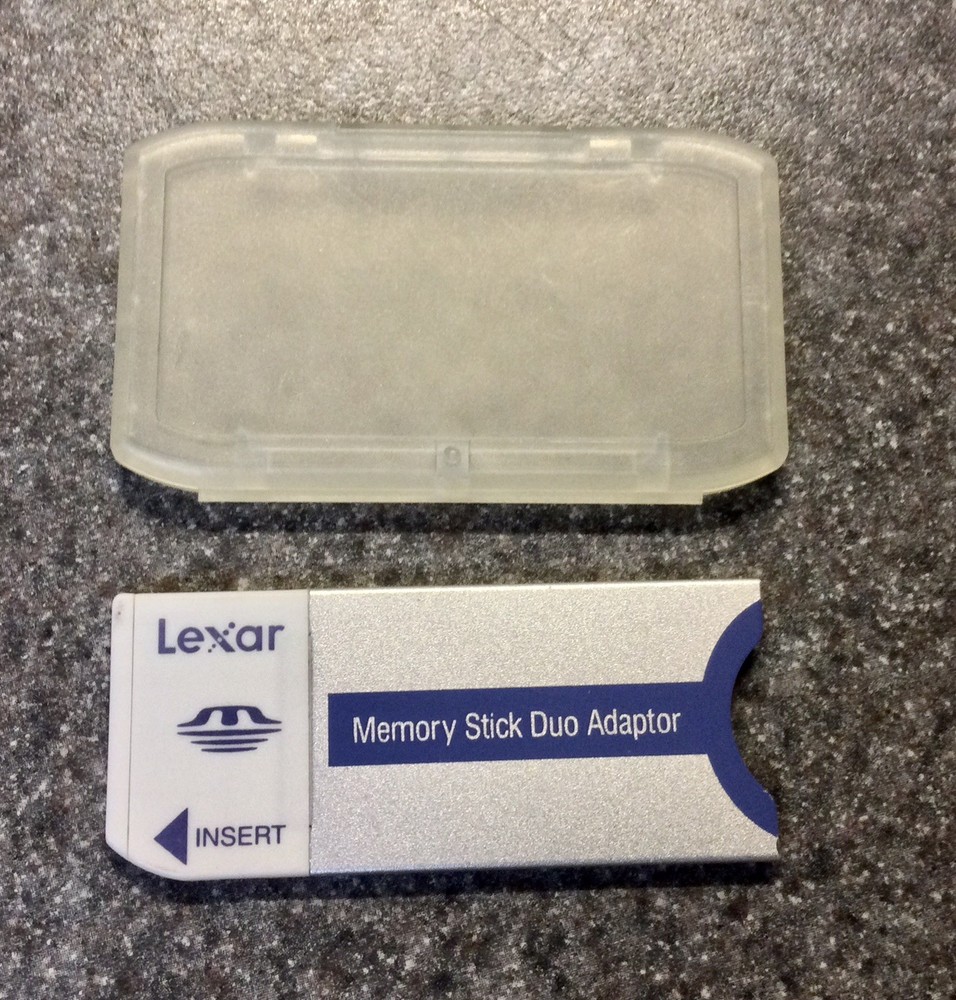 Lexar
Memory Stick Duo Adaptor
INSERT